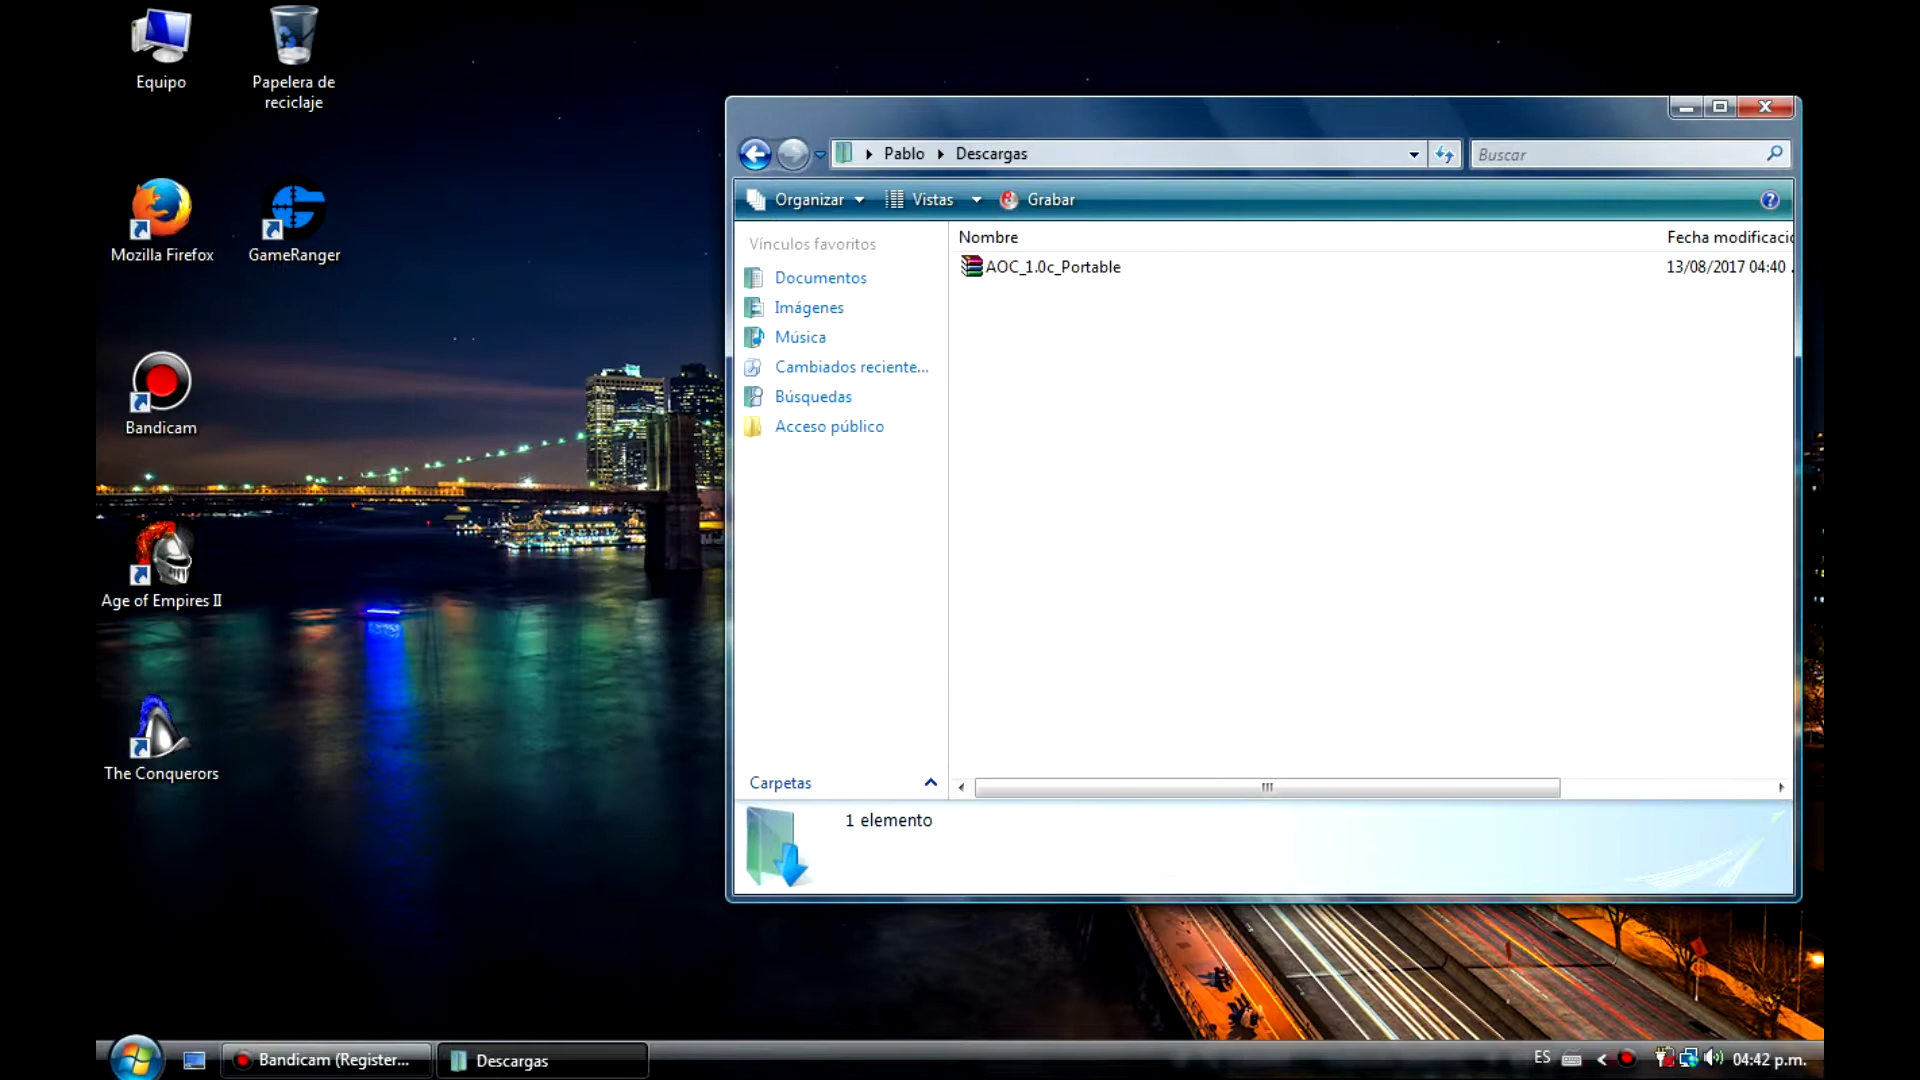 Equipo
Papelera de
reciclaje
Mozilla Firefox
GameRanger
Bandicam
Age of Empires II
The Conquerors
Pablo
Descargas
Buscar
Organizar
Vistas
Grabar
Vínculos favoritos
Documentos
Imágenes
Música
Cambiados reciente...
Búsquedas
Acceso público
Carpetas
Nombre
Fecha modificació
AOC_1.0c_Portable
13/08/2017 04:40 .
1 elemento
Bandicam (Register...
Descargas
ES
04:42 p.m.